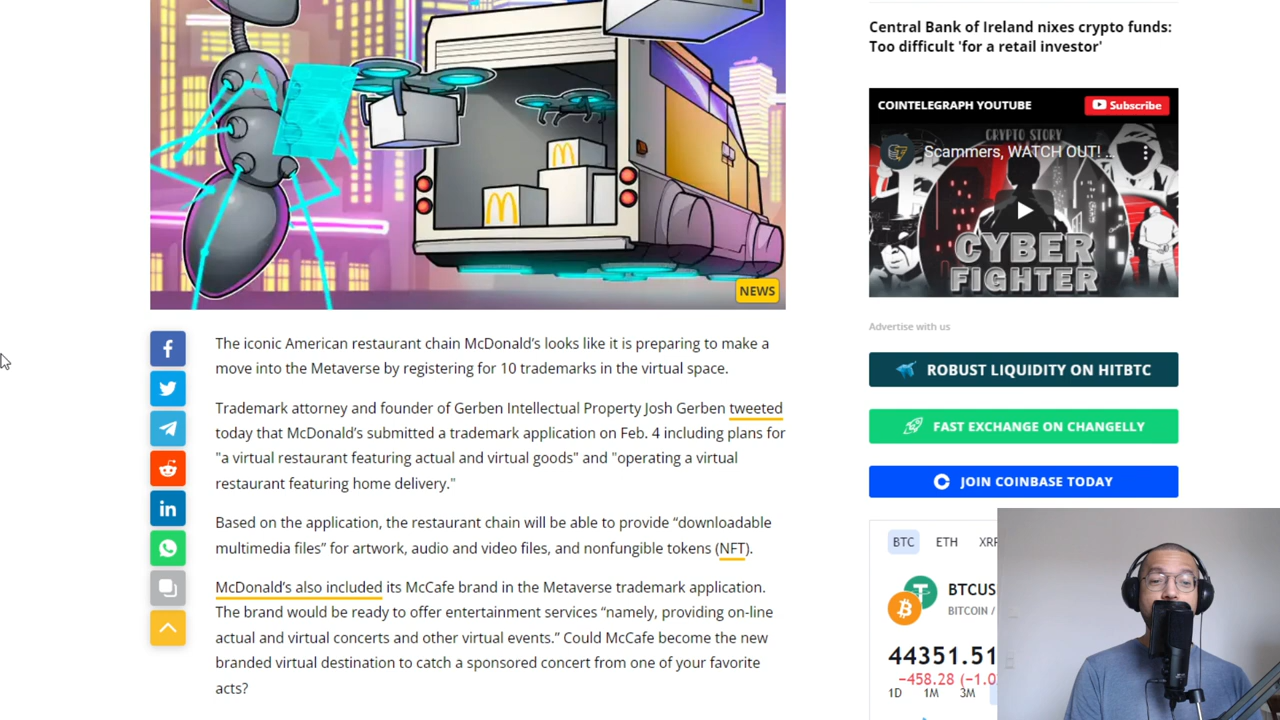 Central Bank of Ireland nixes crypto funds:
Too difficult 'for a retail investor'
COINTELEGRAPH YOUTUBE
Subscribe
CRYPTO STORY
Scammers, WATCH OUT! ...
CYBER
FIGHTER
NEWS
Advertise with us
ROBUST LIQUIDITY ON HITBTC
FAST EXCHANGE ON CHANGELLY
JOIN COINBASE TODAY
The iconic American restaurant chain McDonald's looks like it is preparing to make a
move into the Metaverse by registering for 10 trademarks in the virtual space.
Trademark attorney and founder of Gerben Intellectual Property Josh Gerben tweeted
today that McDonald's submitted a trademark application on Feb. 4 including plans for
"a virtual restaurant featuring actual and virtual goods" and "operating a virtual
restaurant featuring home delivery."
Based on the application, the restaurant chain will be able to provide “downloadable
multimedia files” for artwork, audio and video files, and nonfungible tokens (NFT).
McDonald's also included its McCafe brand in the Metaverse trademark application.
The brand would be ready to offer entertainment services “namely, providing on-line
actual and virtual concerts and other virtual events.” Could McCafe become the new
branded virtual destination to catch a sponsored concert from one of your favorite
acts?
BTC ETH XRP
BTCUS
BITCOIN /
44351.51
−458.28 (−1.0
1D 1M 3M